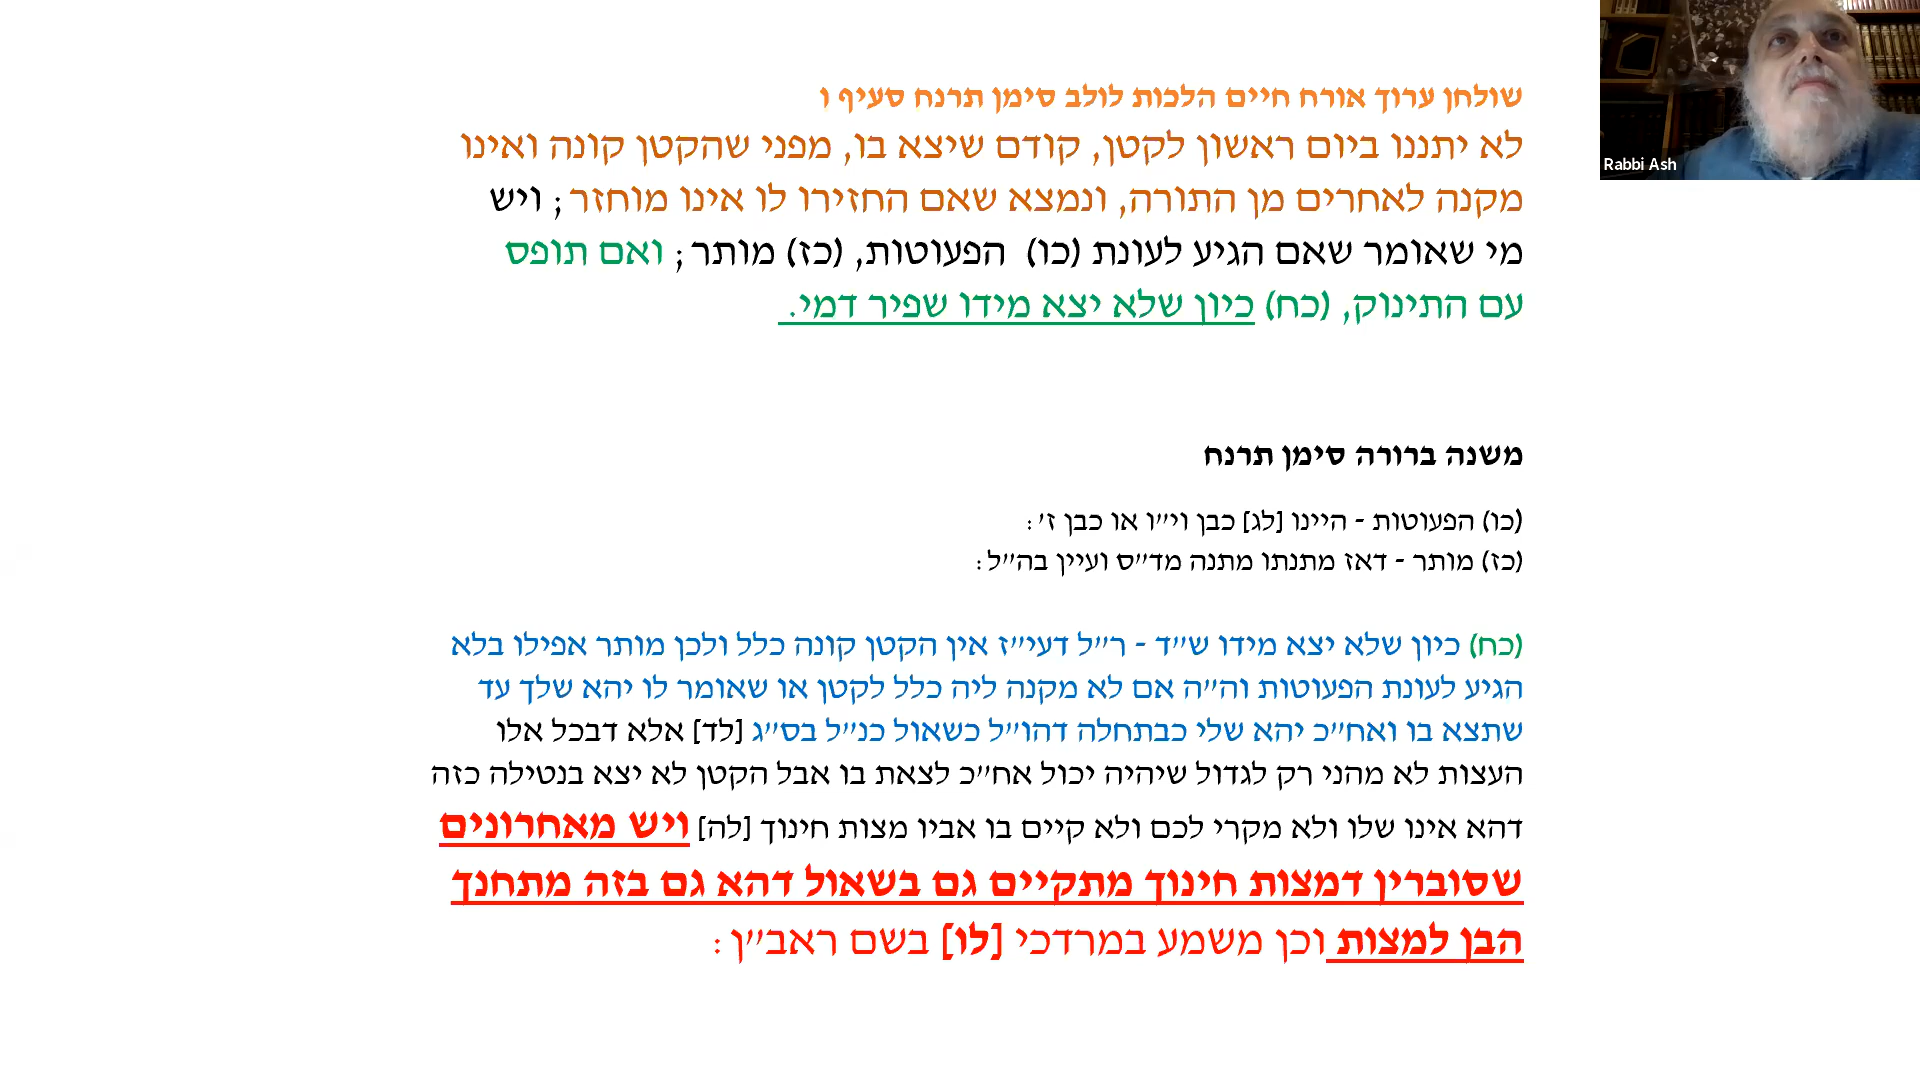 שולחן ערוך אורח חיים הלכות לולב סימן תרנח סעיף ו
לא יתננו ביום ראשון לקטן, קודם שיצא בו, מפני שהקטן קונה ואינו
מקנה לאחרים מן התורה, ונמצא שאם החזירו לו אינו מוחזר; ויש
מי שאומר שאם הגיע לעונת (כו) הפעוטות, (כז) מותר; ואם תופס
עם התינוק, (כח) כיון שלא יצא מידו שפיר דמי.
משנה ברורה סימן תרנח
(כו) הפעוטות - היינו [לג] כבן וי"ו או כבן ז':
(כז) מותר - דאז מתנתו מתנה מד"ס ועיין בה"ל:
(כח) כיון שלא יצא מידו ש"ד - ר"ל דעי"ז אין הקטן קונה כלל ולכן מותר אפילו בלא
הגיע לעונת הפעוטות וה"ה אם לא מקנה ליה כלל לקטן או שאומר לו יהא שלך עד
שתצא בו ואח"כ יהא שלי כבתחלה דהו"ל כשאול כנ"ל בס"ג [לד] אלא דבכל אלו
העצות לא מהני רק לגדול שיהיה יכול אח"כ לצאת בו אבל הקטן לא יצא בנטילה כזה
דהא אינו שלו ולא מקרי לכם ולא קיים בו אביו מצות חינוך [לה] ויש מאחרונים
שסוברין דמצות חינוך מתקיים גם בשאול דהא גם בזה מתחנך
הבן למצות וכן משמע במרדכי [לו] בשם ראב"ן:
Rabbi Ash